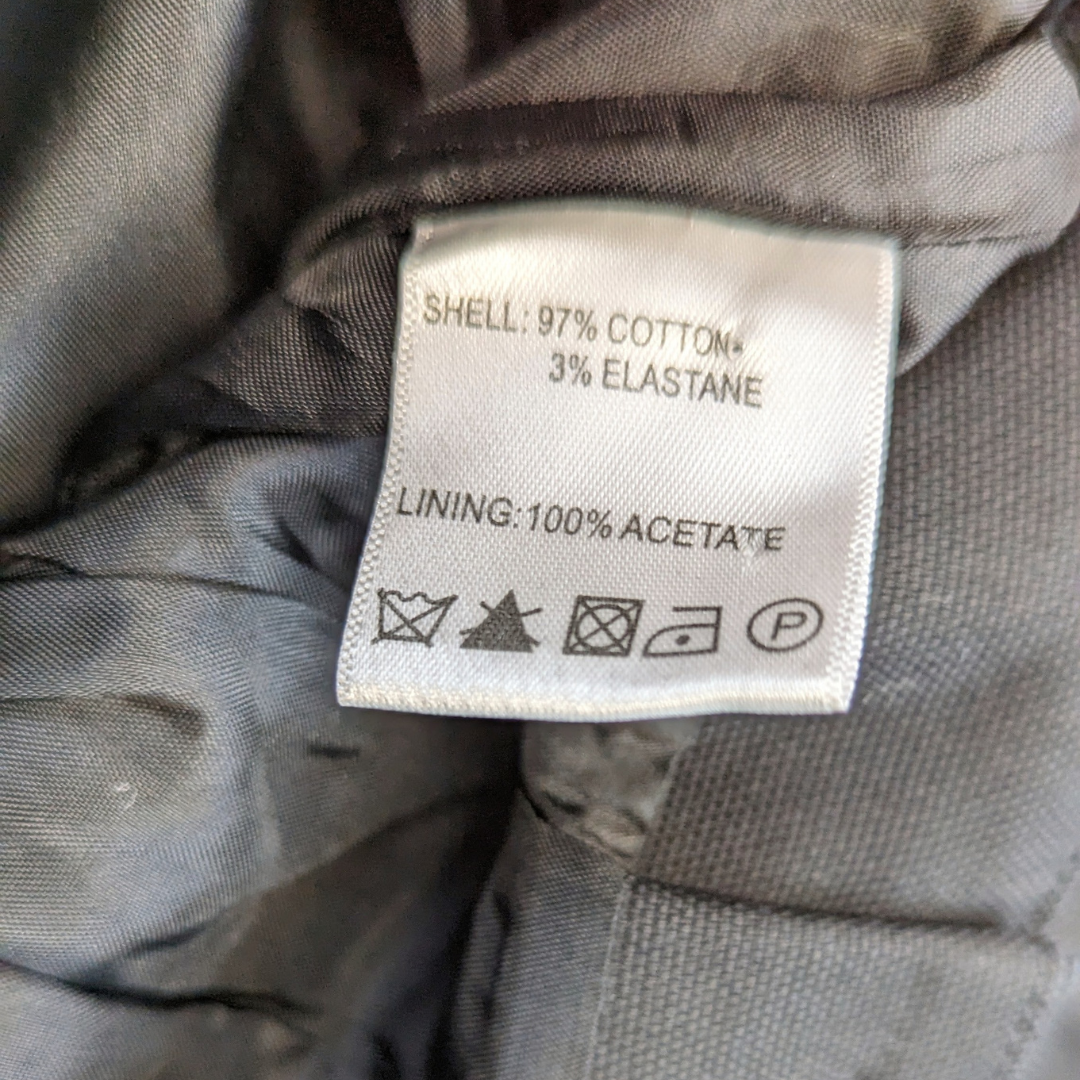 SHELL: 97% COTTON
3% ELASTANE
LINING: 100% ACETATE
P